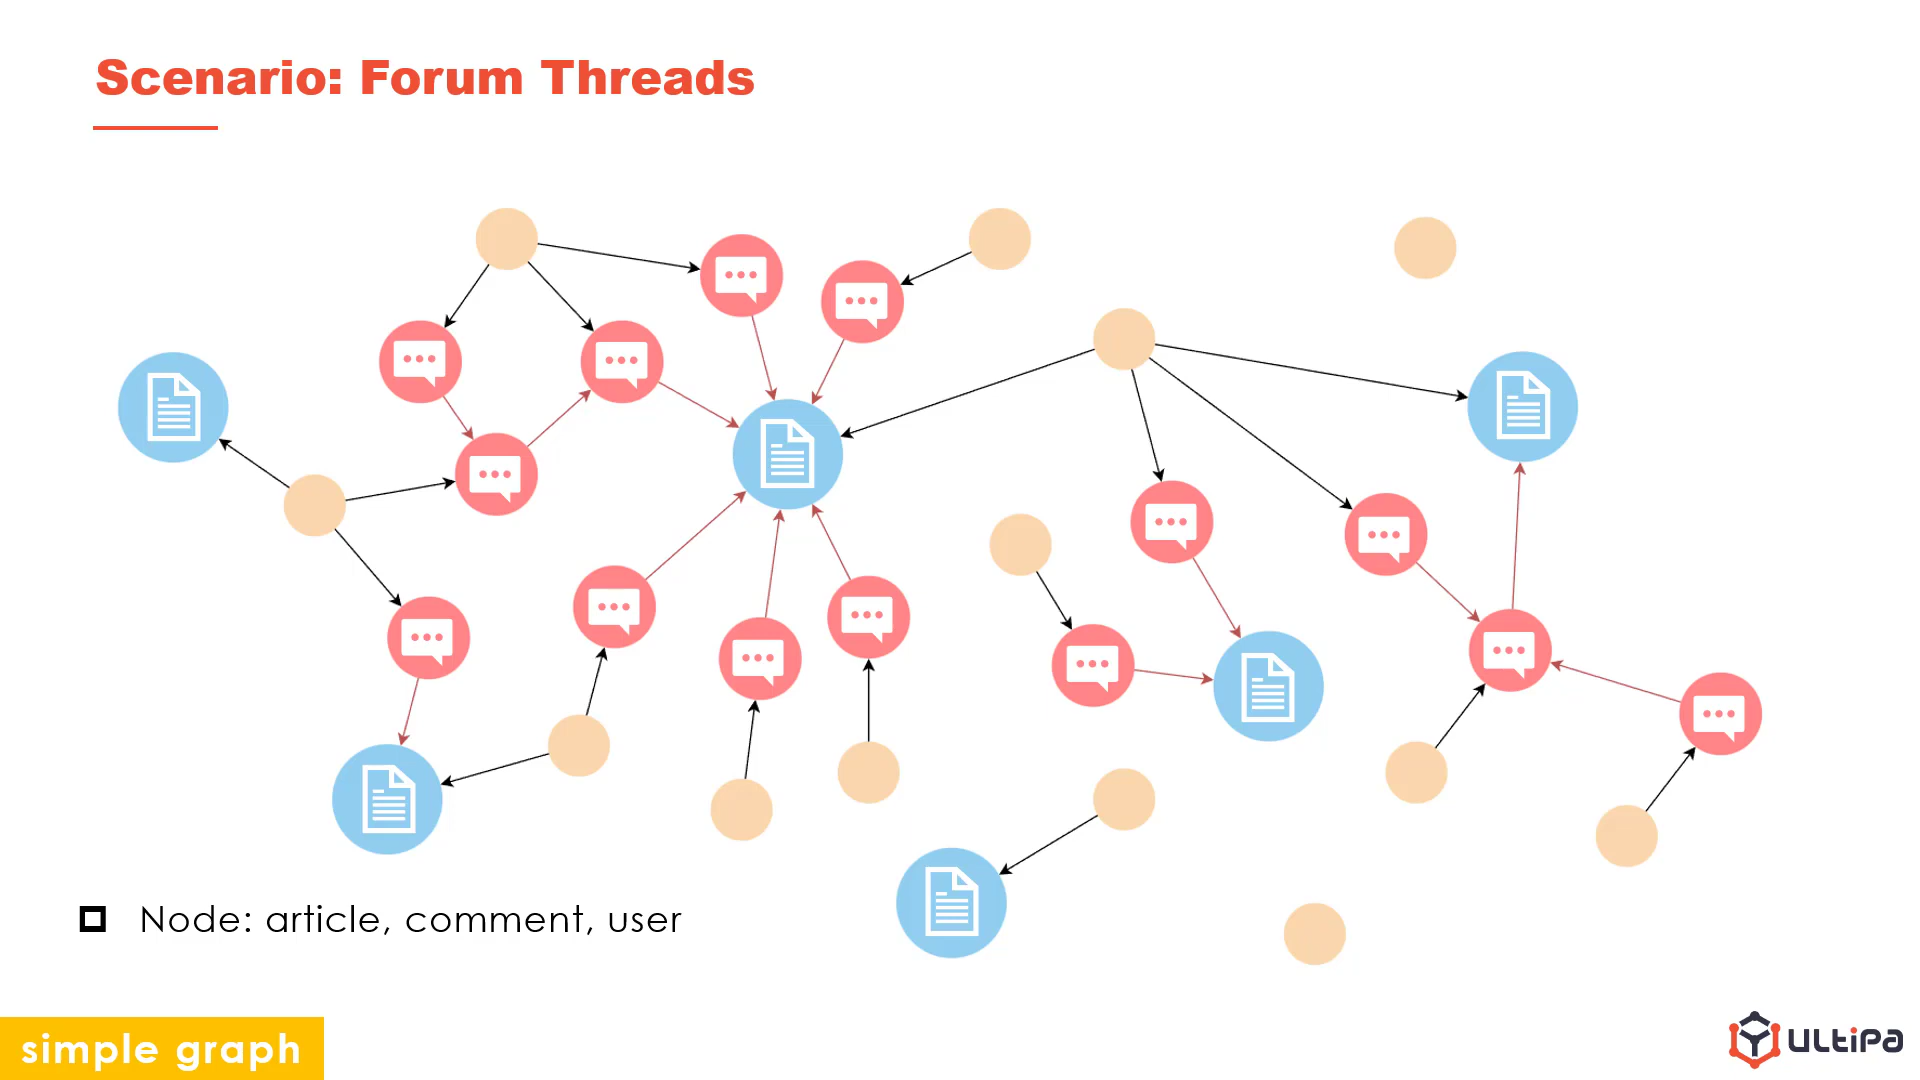 Scenario: Forum Threads
Node: article, comment, user
simple graph
ULTiPa